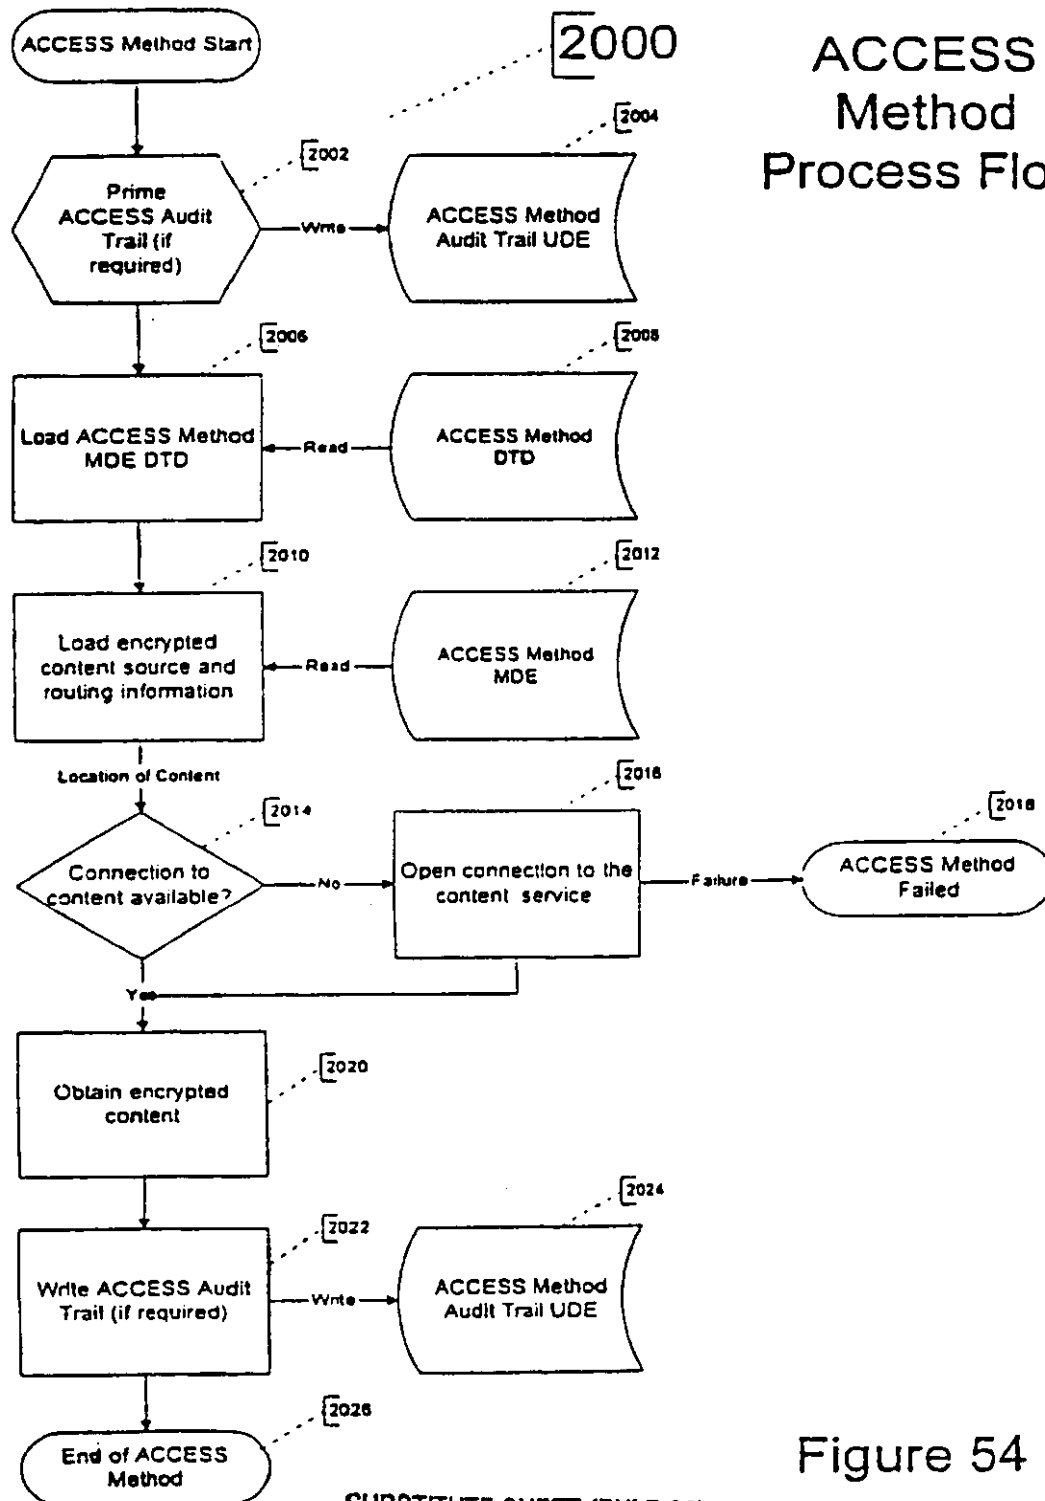 ACCESS Method Start
2000
ACCESS
Method
Process Flo
2002
2004
Prime
ACCESS Audit
Trail (if
required)
Write
ACCESS Method
Audit Trail UDE
2006
2008
Load ACCESS Method
MDE DTD
Read
ACCESS Method
DTD
2010
2012
Load encrypted
content source and
routing information
Read
ACCESS Method
MDE
Location of Content
2014
2016
2018
Connection to
content available?
No
Open connection to the
content service
Failure
ACCESS Method
Failed
Yes
2020
Obtain encrypted
content
2022
2024
Write ACCESS Audit
Trail (if required)
Write
ACCESS Method
Audit Trail UDE
2026
End of ACCESS
Method
Figure 54